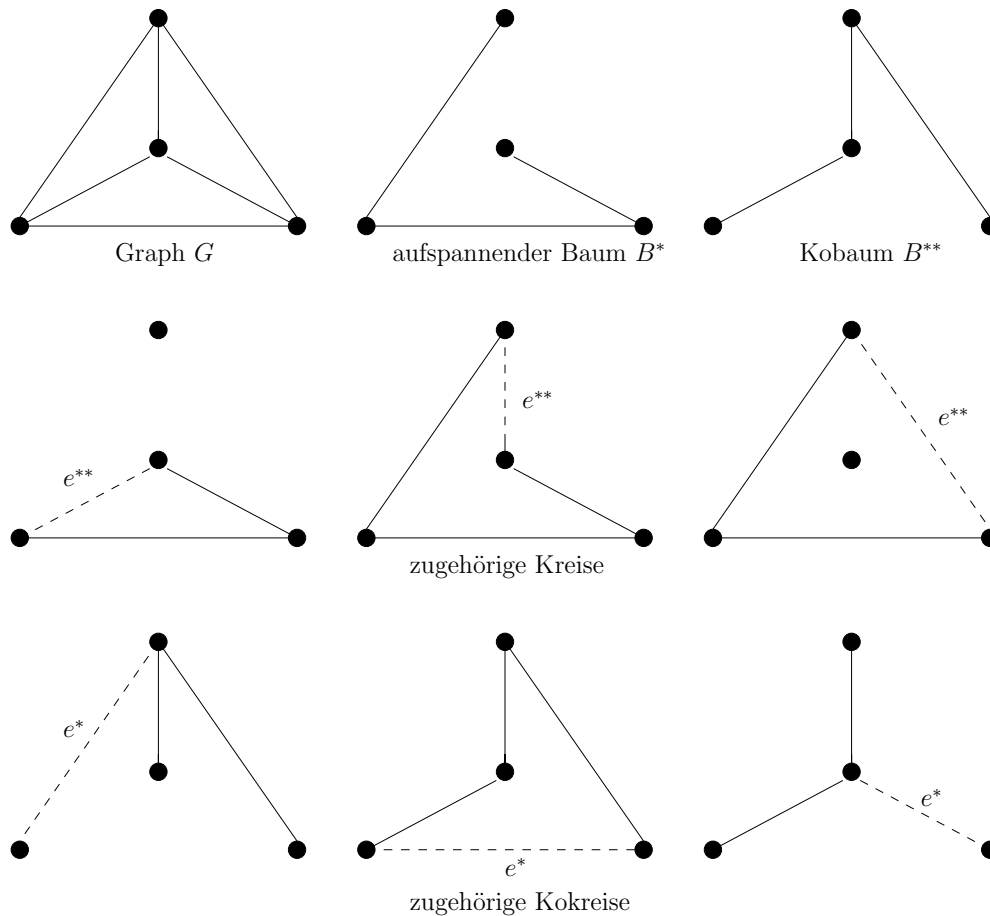 Graph G
aufspannender Baum B*
Kobaum B**
e**
e**
e**
zugehörige Kreise
e*
e*
e*
zugehörige Kokreise